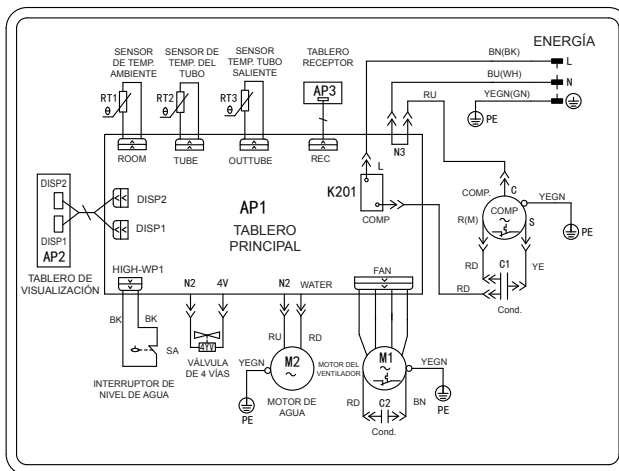 SENSOR
DE TEMP.
AMBIENTE
SENSOR DE
TEMP. DEL
TUBO
SENSOR
TEMP. TUBO
SALIENTE
TABLERO
RECEPTOR
ENERGÍA
BN(BK)
L
BU(WH)
N
RU
YEGN(GN)
PE
RT1
θ
RT2
θ
RT3
θ
AP3
ROOM
TUBE
OUTTUBE
REC
L
N3
K201
COMP
AP1
TABLERO
PRINCIPAL
DISP2
DISP1
AP2
TABLERO DE
VISUALIZACIÓN
DISP2
DISP1
COMP.
C
YEGN
COMP
R(M)
S
PE
RD
C1
YE
RD
Cond.
HIGH-WP1
N2
4V
N2
WATER
FAN
BK
BK
SA
INTERRUPTOR DE
NIVEL DE AGUA
4YV
VÁLVULA
DE 4 VÍAS
RU
RD
YEGN
M2
PE
MOTOR DE
AGUA
MOTOR DEL
VENTILADOR
M1
YEGN
PE
RD
C2
BN
Cond.